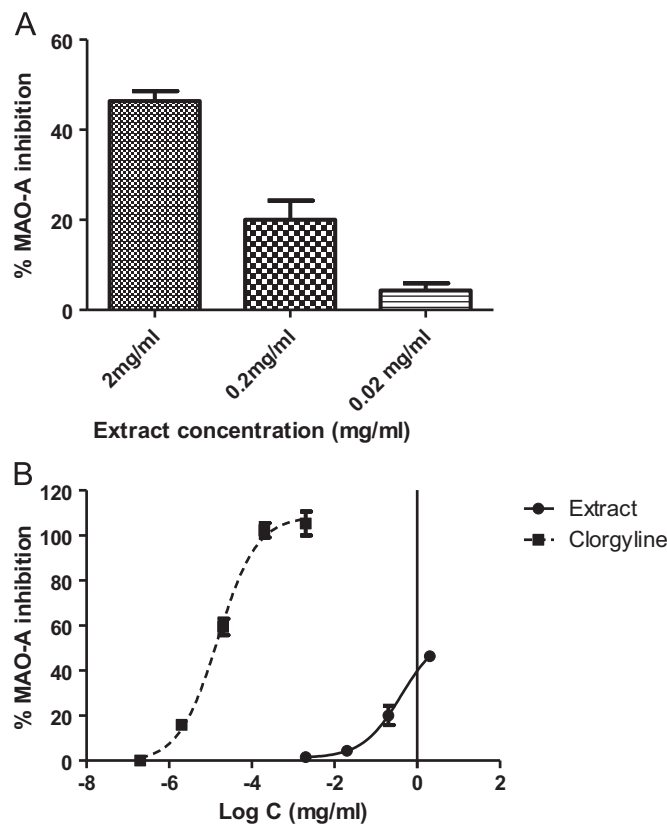 A
60
40
20
0
% MAO-A inhibition
2mg/ml
0.2mg/ml
0.02 mg/ml
Extract concentration (mg/ml)
B
120
100
80
60
40
20
0
% MAO-A inhibition
-8
-6
-4
-2
0
2
Log C (mg/ml)
Extract
Clorgyline